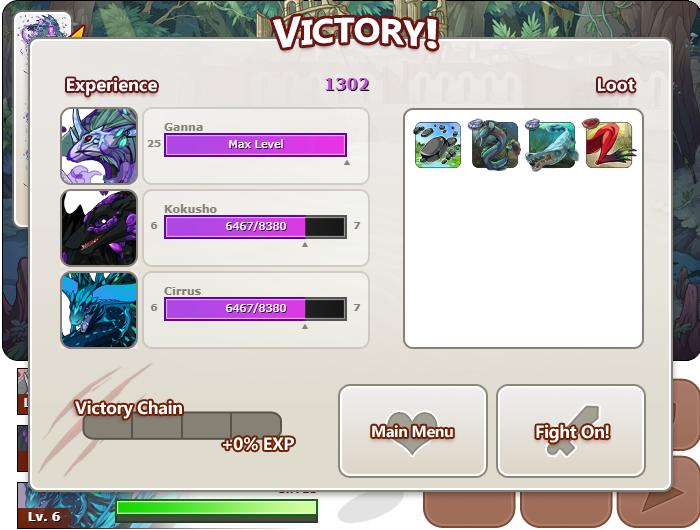 VICTORY!
Experience
1302
Loot
Ganna
25
Max Level
Kokusho
6
6467/8380
7
Cirrus
6
6467/8380
7
Victory Chain
+0% EXP
Main Menu
Fight On!
Lv. 6